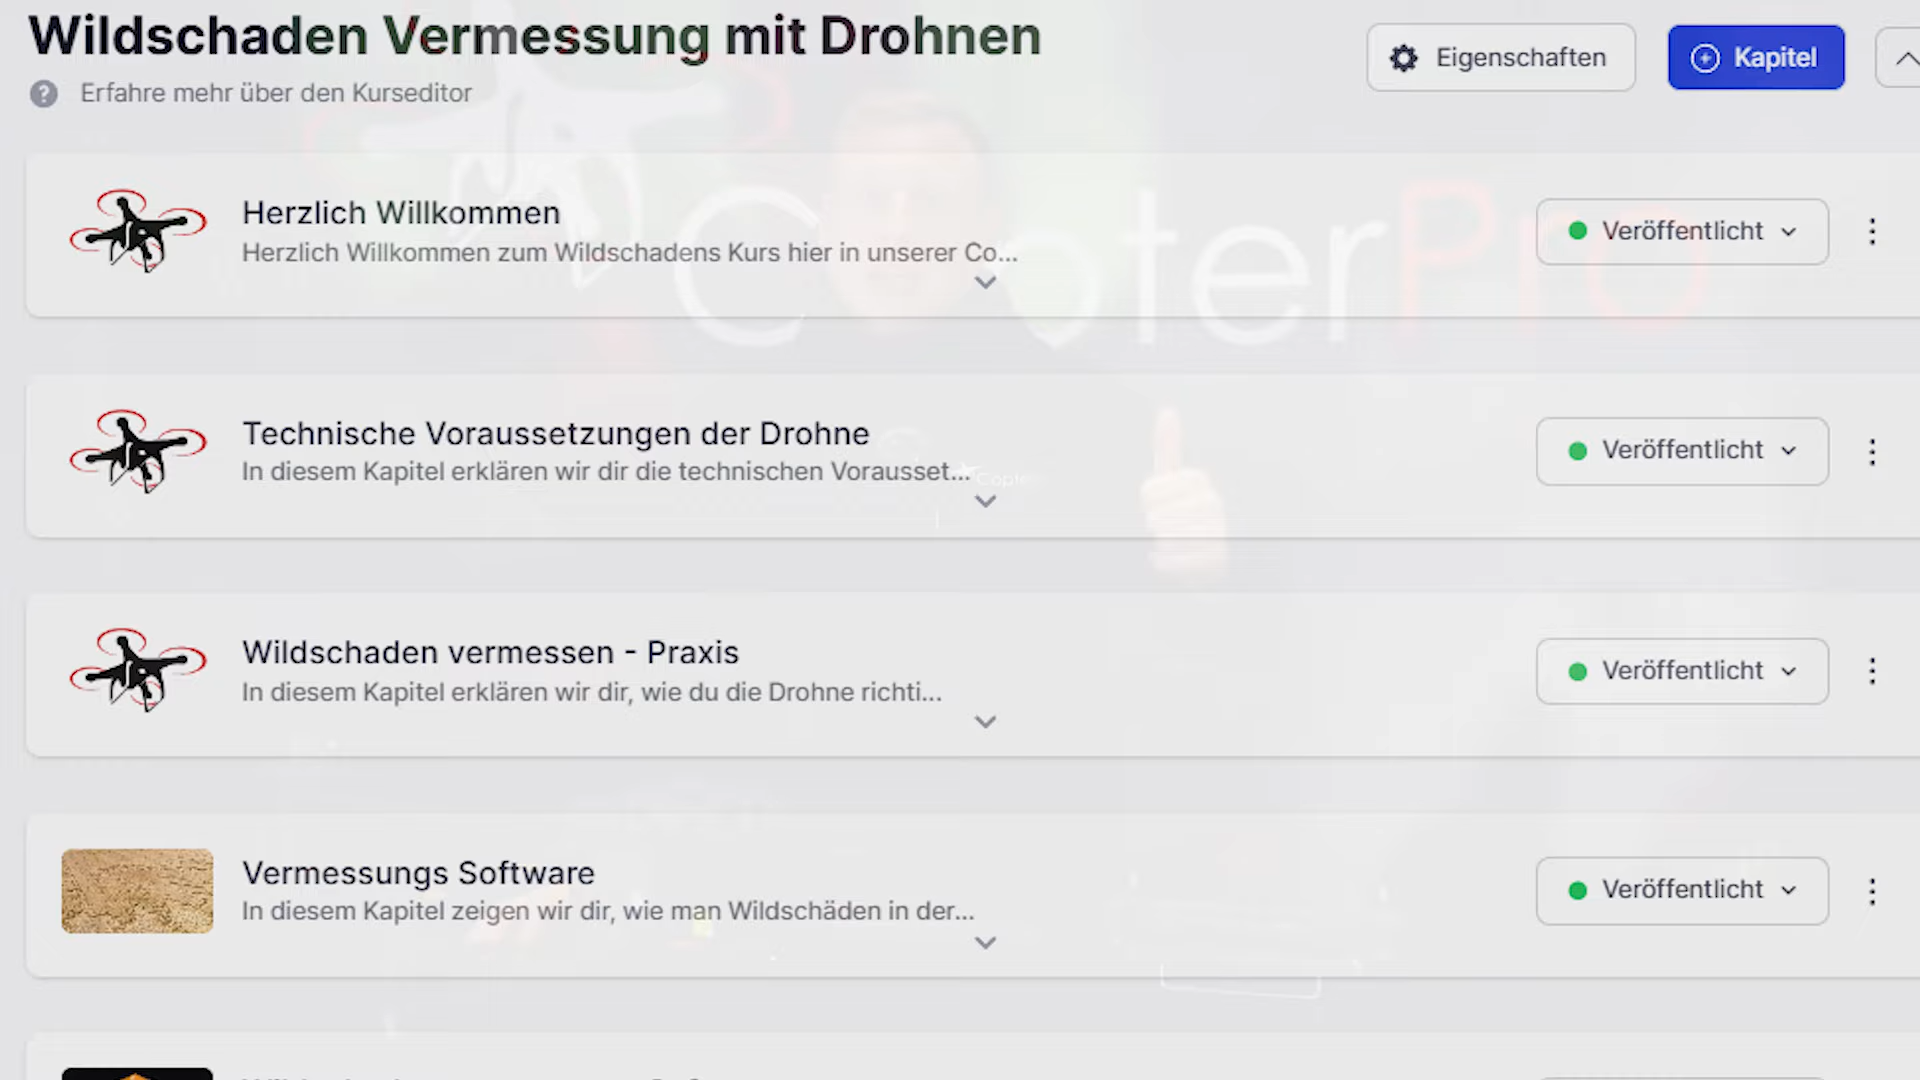 Wildschaden Vermessung mit Drohnen
Erfahre mehr über den Kurseditor
Eigenschaften
Kapitel
Herzlich Willkommen
Herzlich Willkommen zum Wildschadens Kurs hier in unserer Co...
Veröffentlicht
CopterPro
Technische Voraussetzungen der Drohne
In diesem Kapitel erklären wir dir die technischen Vorausset...
Veröffentlicht
Wildschaden vermessen - Praxis
In diesem Kapitel erklären wir dir, wie du die Drohne richti...
Veröffentlicht
Vermessungs Software
In diesem Kapitel zeigen wir dir, wie man Wildschäden in der...
Veröffentlicht